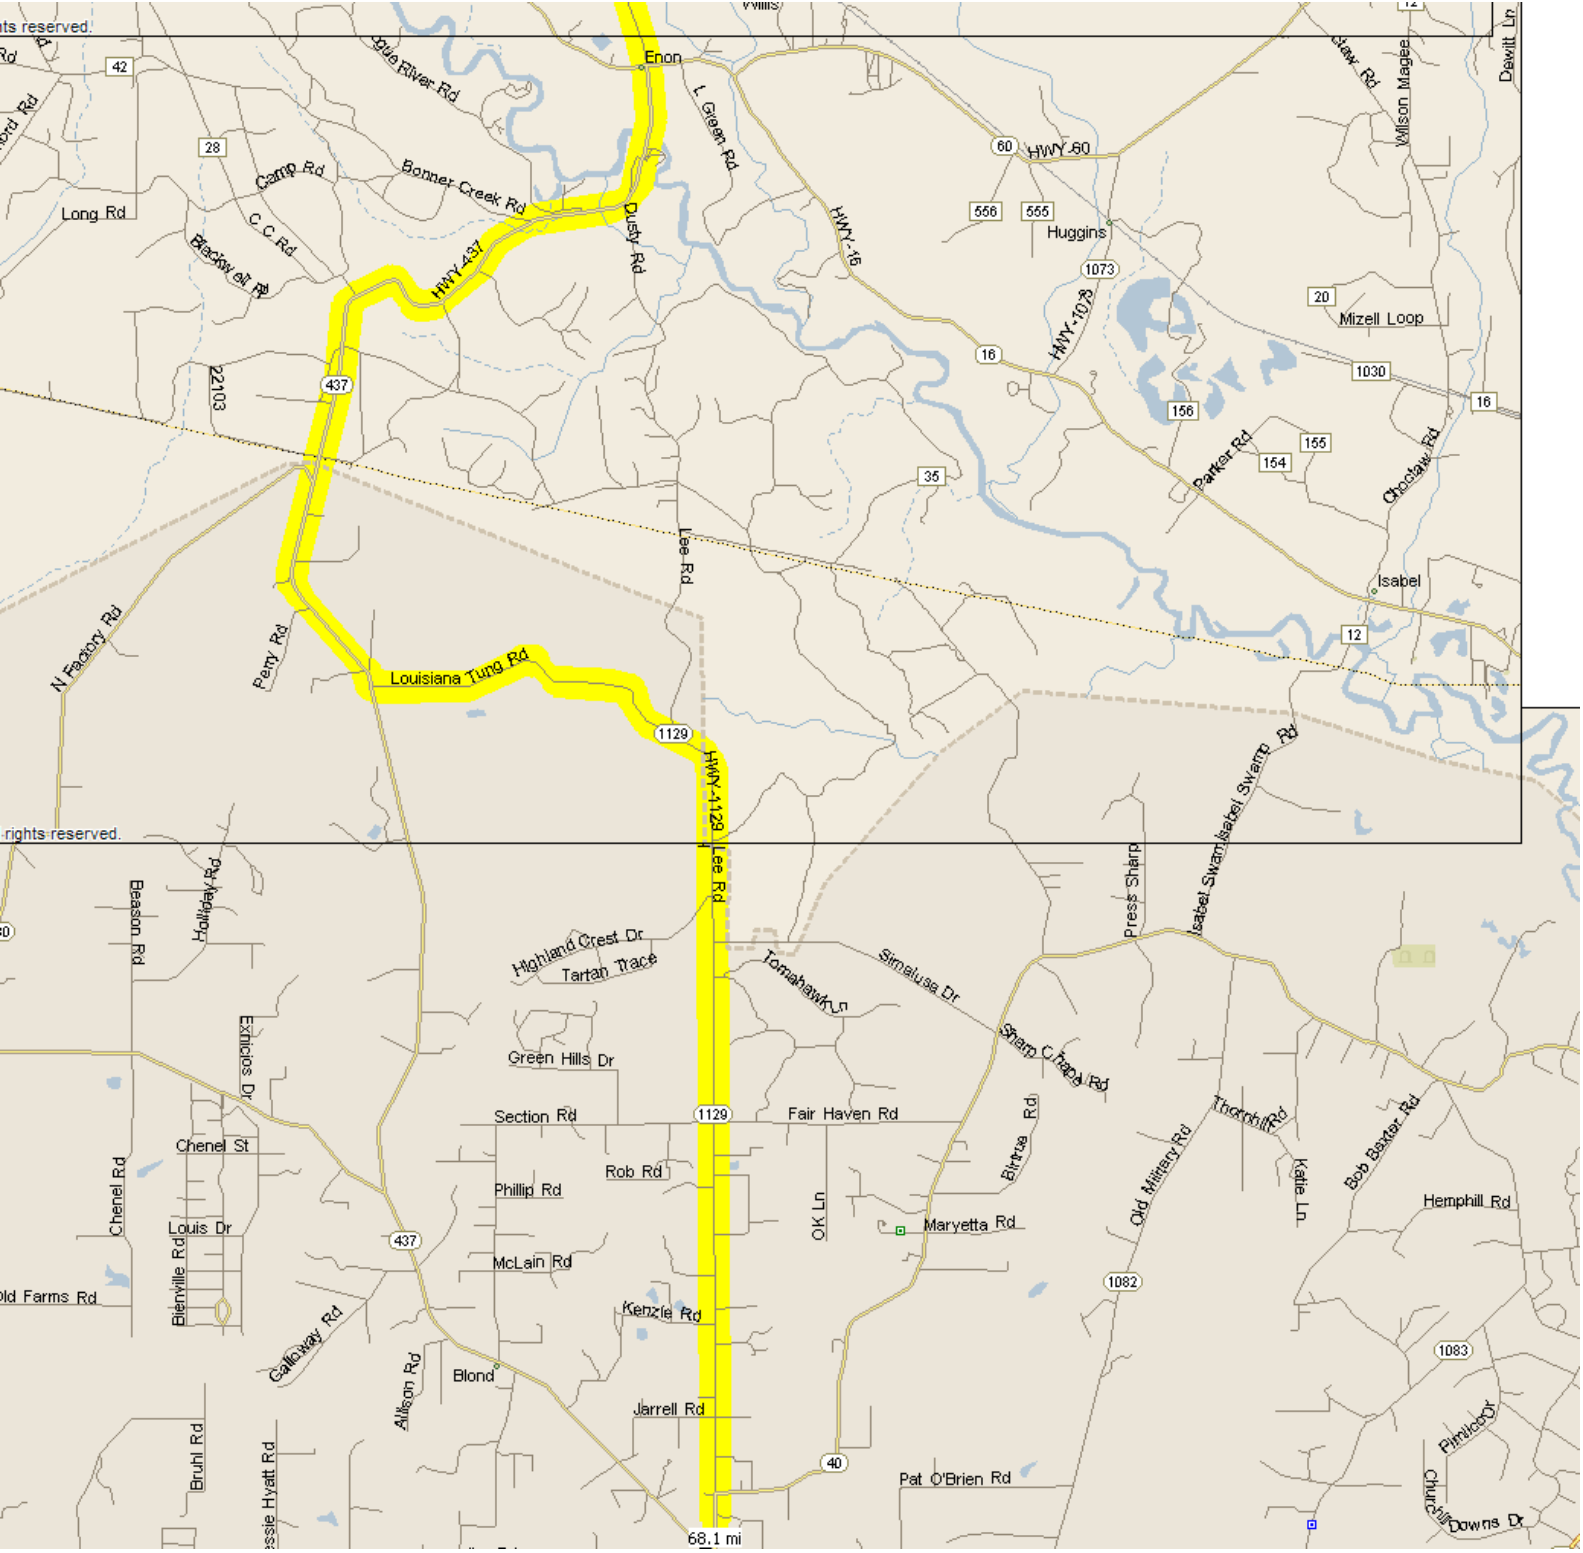 Willis
12
nts reserved.
Rd
gue River Rd
Enon
42
L Green Rd
Wilson Magee
Dewitt Ln
28
60
HWY-60
Camp Rd
Bonner Creek Rd
Long Rd
C C Rd
Dusty Rd
556
555
HWY-16
Huggins
HWY-437
1073
20
Mizell Loop
HWY-1073
16
1030
437
22103
156
16
Parker Rd
155
154
Choctaw Rd
35
Lee Rd
Isabel
N Factory Rd
Perry Rd
12
Louisiana Tung Rd
1129
HWY-1129
Isabel Swamp Rd
rights reserved.
Lee Rd
Press Sharp
Beason Rd
Holliday Rd
Highland Crest Dr
Tartan Trace
Tomahawk Ln
Simalusa Dr
Exnicios Dr
Green Hills Dr
Sharp Chapel Rd
Section Rd
1129
Fair Haven Rd
Birtrue Rd
Thornhill Rd
Bob Baxter Rd
Chenel St
Chenel Rd
Rob Rd
Phillip Rd
OK Ln
Old Military Rd
Katie Ln
Hemphill Rd
Louis Dr
Maryetta Rd
437
Bienville Rd
McLain Rd
1082
Old Farms Rd
Kenzie Rd
Galloway Rd
1083
Allison Rd
Blond
Jarrell Rd
Pimlico Dr
Bruhl Rd
essie Hyatt Rd
40
Pat O'Brien Rd
Churchill
Downs Dr
68.1 mi